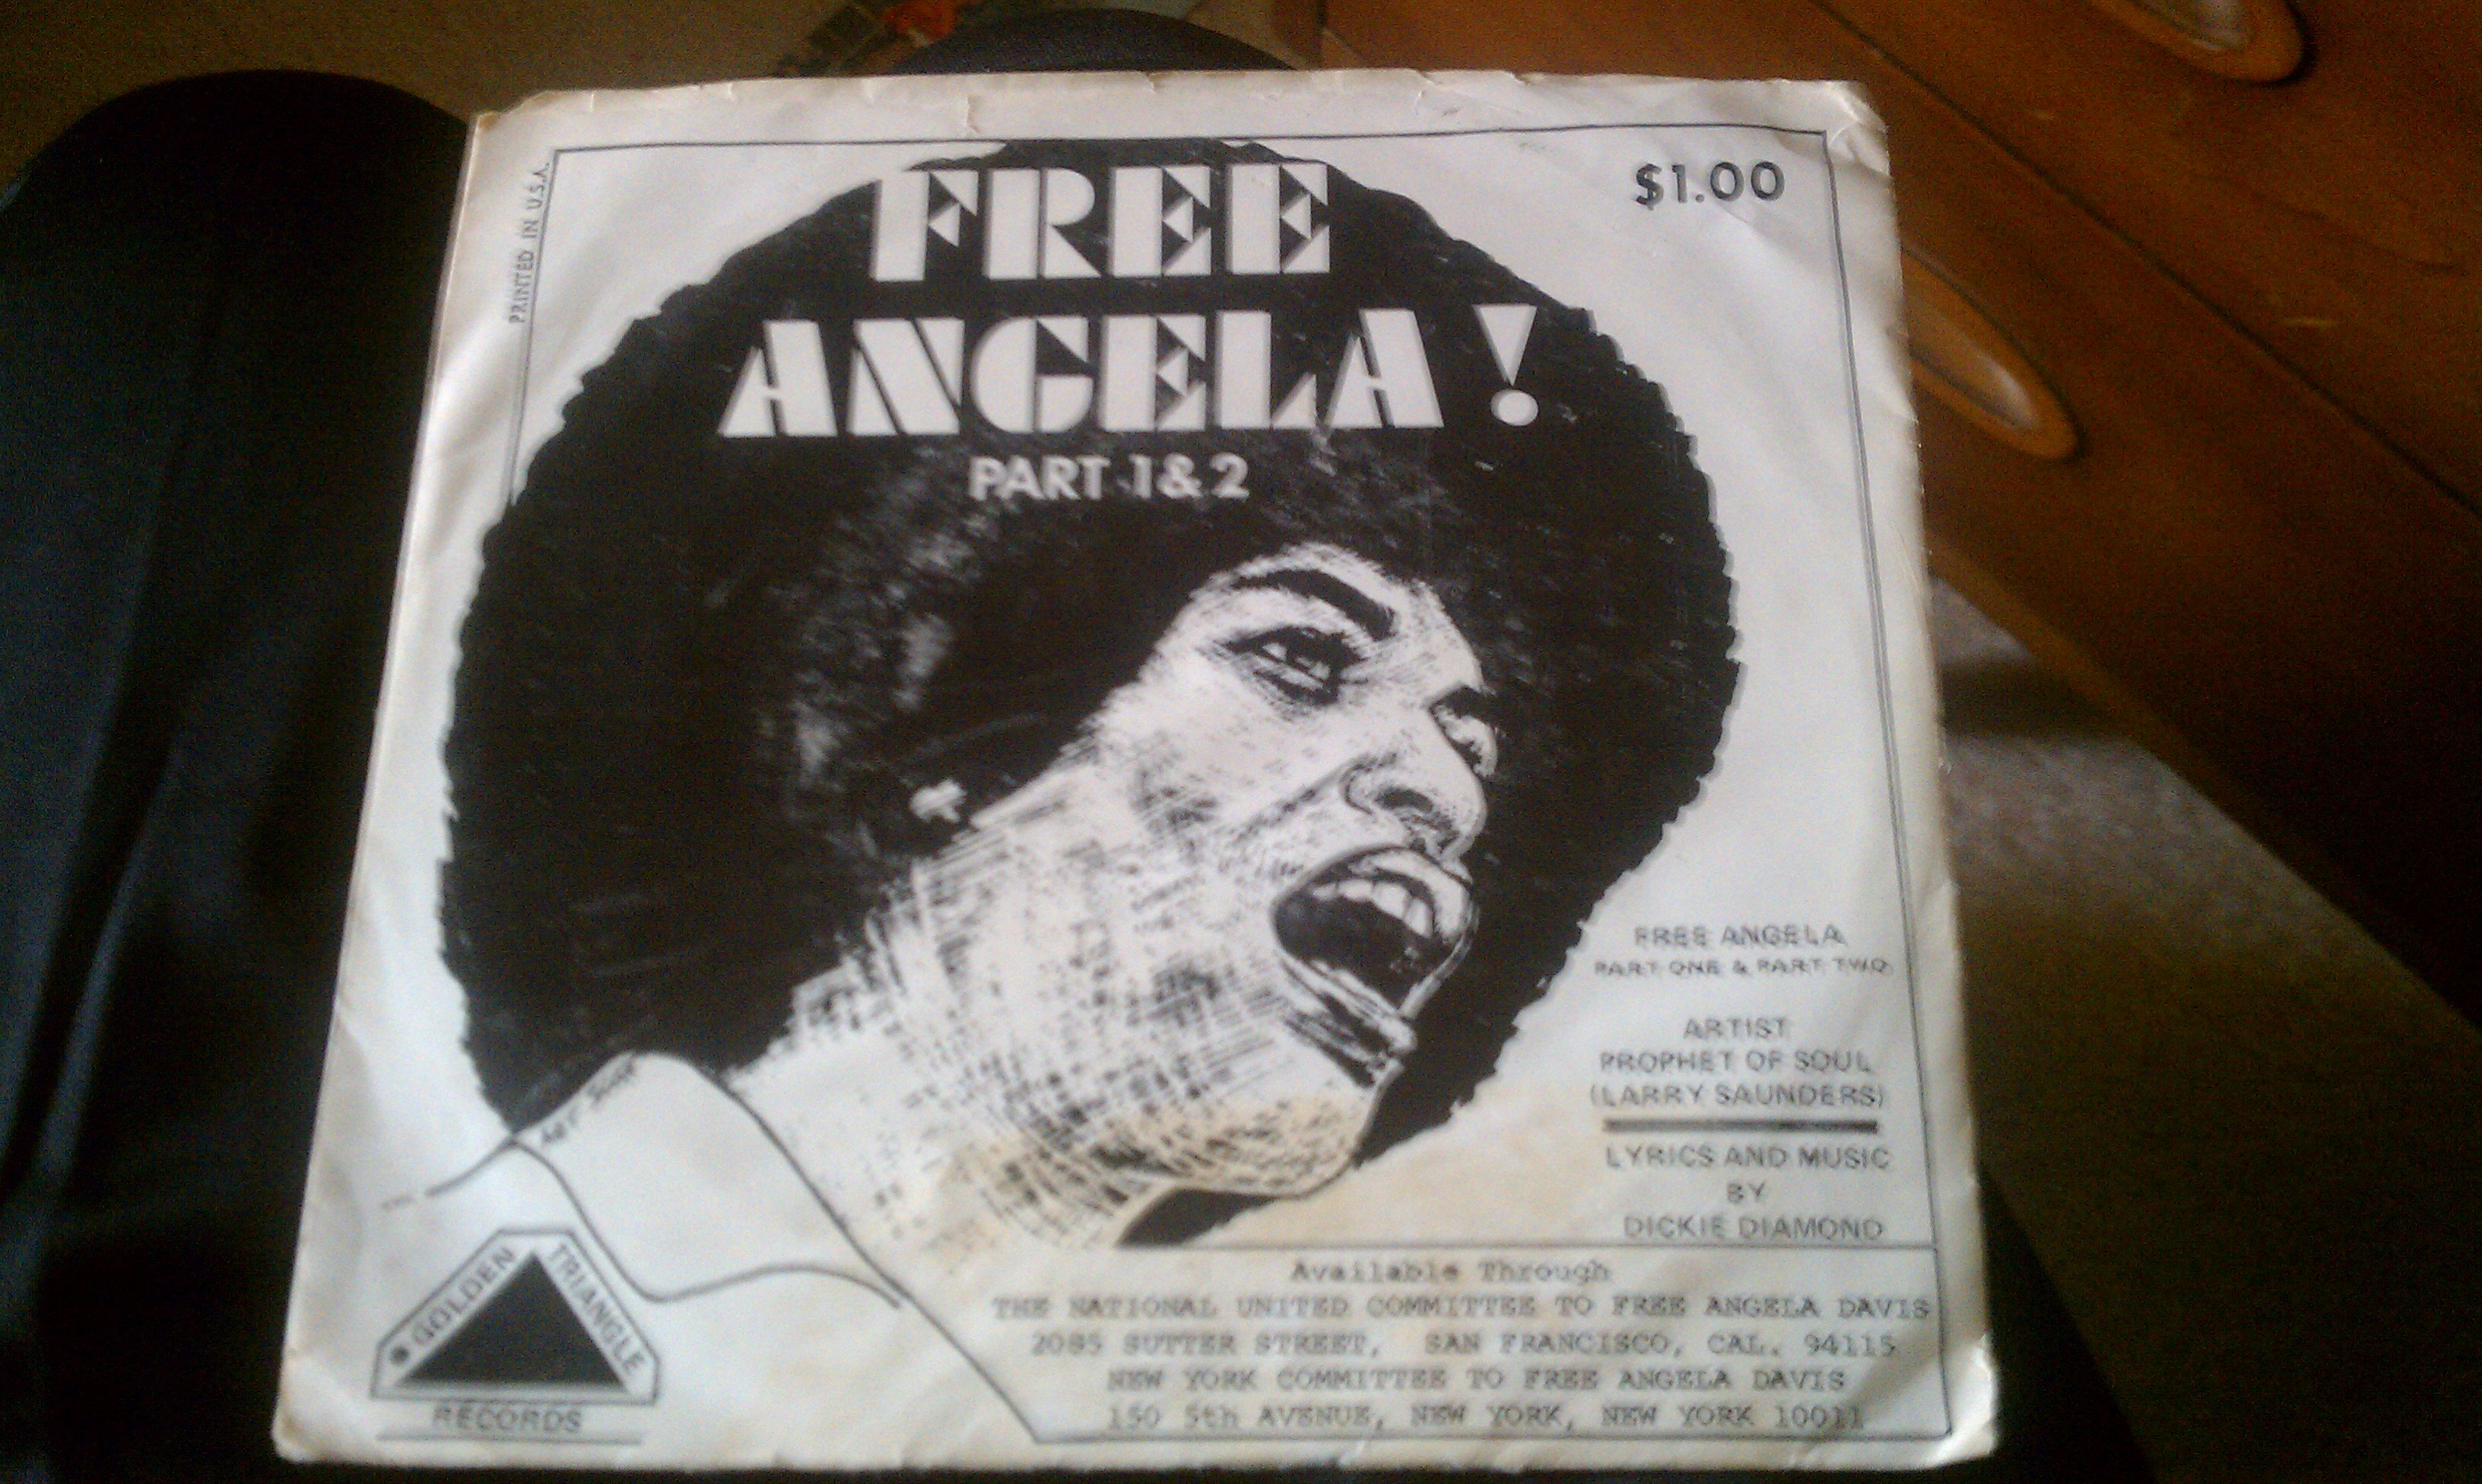 FREE
ANGELA!
PART 1 & 2
$1.00
PRINTED IN U.S.A.
FREE ANGELA
PART ONE & PART TWO
ARTIST
PROPHET OF SOUL
(LARRY SAUNDERS)
LYRICS AND MUSIC
BY
DICKIE DIAMOND
Available Through
THE NATIONAL UNITED COMMITTEE TO FREE ANGELA DAVIS
2085 SUTTER STREET, SAN FRANCISCO, CAL. 94115
NEW YORK COMMITTEE TO FREE ANGELA DAVIS
150 5th AVENUE, NEW YORK, NEW YORK 10011
GOLDEN TRIANGLE
RECORDS